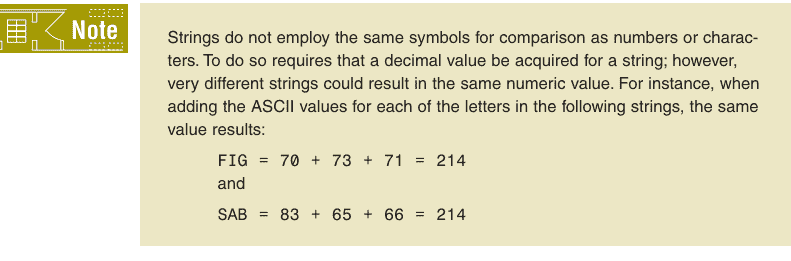 Note
Strings do not employ the same symbols for comparison as numbers or charac-
ters. To do so requires that a decimal value be acquired for a string; however,
very different strings could result in the same numeric value. For instance, when
adding the ASCII values for each of the letters in the following strings, the same
value results:
FIG = 70 + 73 + 71 = 214
and
SAB = 83 + 65 + 66 = 214